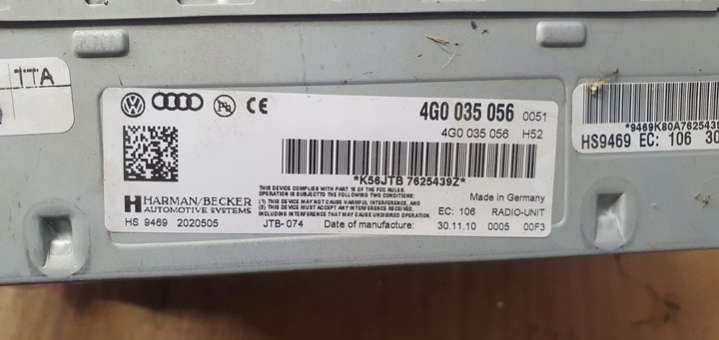 TTA
4G0 035 056 0051
4G0 035 056 H52
*K56JTB 7625439Z*
HARMAN/BECKER
AUTOMOTIVE SYSTEMS
THIS DEVICE COMPLIES WITH PART 15 OF THE FCC RULES.
OPERATION IS SUBJECTED TO THE FOLLOWING TWO CONDITIONS:
(1) THIS DEVICE MAY NOT CAUSE HARMFUL INTERFERENCE, AND
(2) THIS DEVICE MUST ACCEPT ANY INTERFERENCE RECEIVED,
INCLUDING INTERFERENCE THAT MAY CAUSE UNDESIRED OPERATION.
Made in Germany
EC: 106 RADIO-UNIT
HS 9469 2020505 JTB-074 Date of manufacture: 30.11.10 0005 00F3
*9469K80A7625439
HS9469 EC: 106 30